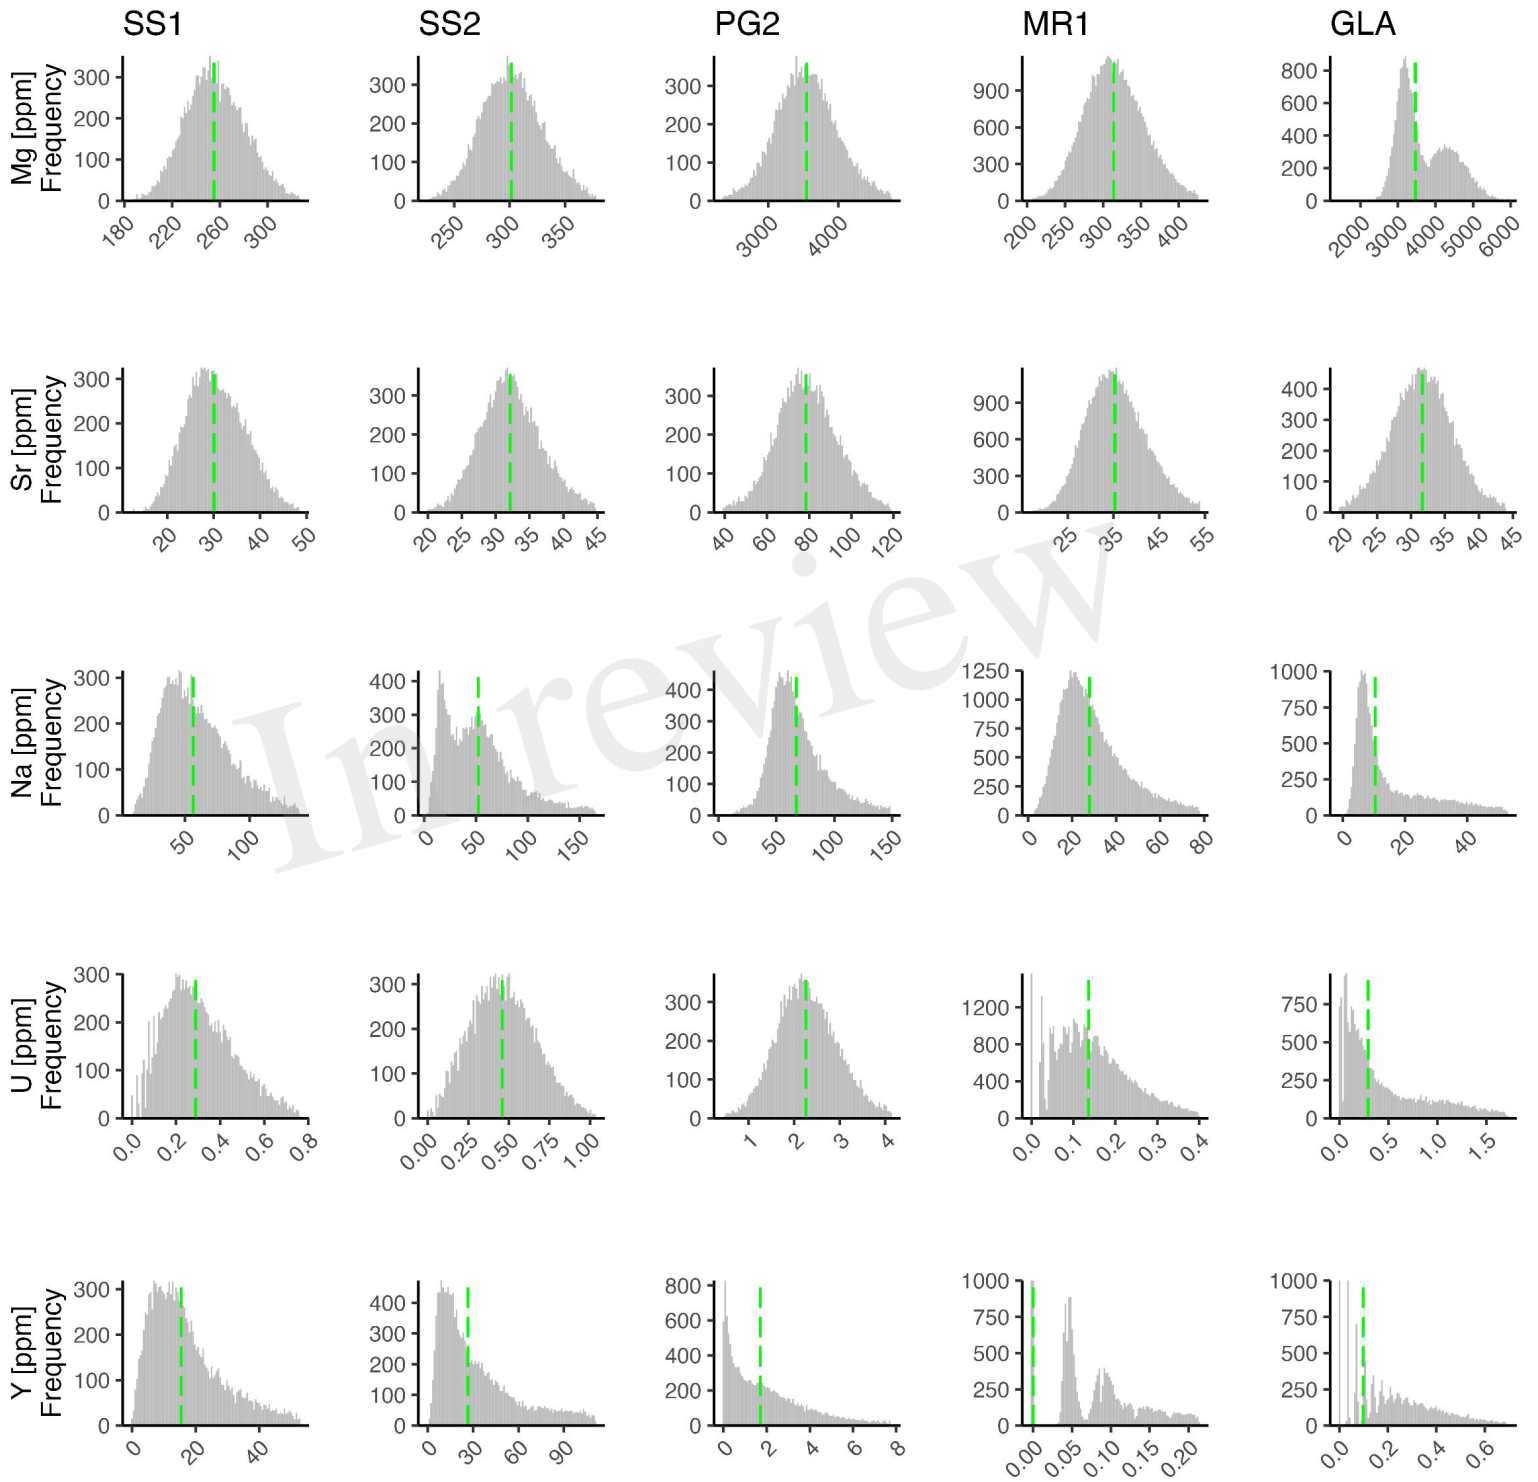 SS1 SS2 PG2 MR1 GLA
Mg [ppm]
Frequency
300 200 100 0
180 220 260 300
300 200 100 0
250 300 350
300 200 100 0
3000 4000
900 600 300 0
200 250 300 350 400
800 600 400 200 0
2000 3000 4000 5000 6000
Sr [ppm]
Frequency
300 200 100 0
20 30 40 50
300 200 100 0
20 25 30 35 40 45
300 200 100 0
40 60 80 100 120
900 600 300 0
25 35 45 55
400 300 200 100 0
20 25 30 35 40 45
In review
Na [ppm]
Frequency
300 200 100 0
50 100
400 300 200 100 0
0 50 100 150
400 300 200 100 0
0 50 100 150
1250 1000 750 500 250 0
0 20 40 60 80
1000 750 500 250 0
0 20 40
U [ppm]
Frequency
300 200 100 0
0.0 0.2 0.4 0.6 0.8
300 200 100 0
0.00 0.25 0.50 0.75 1.00
300 200 100 0
1 2 3 4
1200 800 400 0
0.0 0.1 0.2 0.3 0.4
750 500 250 0
0.0 0.5 1.0 1.5
Y [ppm]
Frequency
300 200 100 0
0 20 40
400 300 200 100 0
0 30 60 90
800 600 400 200 0
0 2 4 6 8
1000 750 500 250 0
0.00 0.05 0.10 0.15 0.20
1000 750 500 250 0
0.0 0.2 0.4 0.6